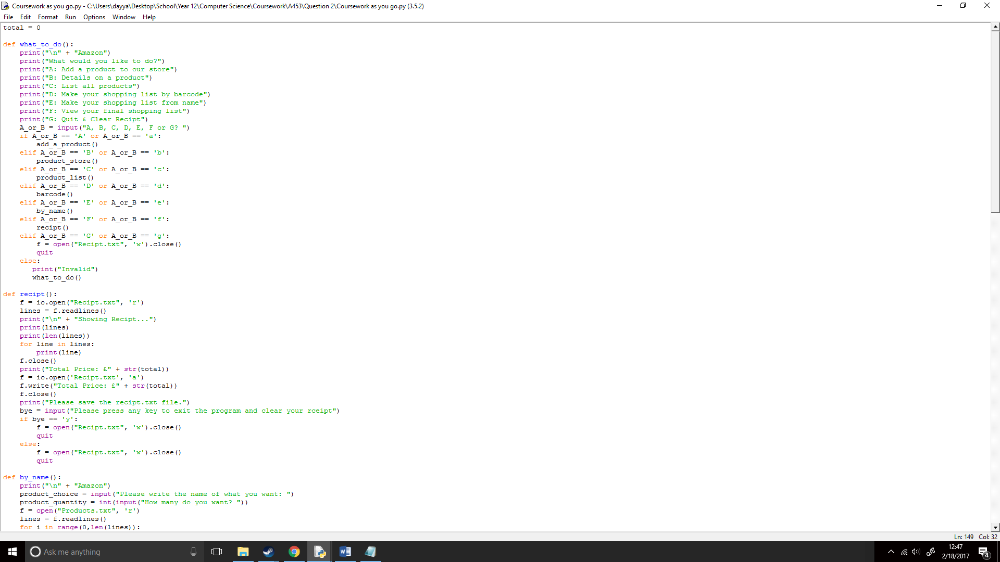 Coursework as you go.py - C:\Users\dayya\Desktop\School\Year 12\Computer Science\Coursework\A453\Question 2\Coursework as you go.py (3.5.2)
File Edit Format Run Options Window Help
total = 0
def what_to_do():
    print("\n" + "Amazon")
    print("What would you like to do?")
    print("A: Add a product to our store")
    print("B: Details on a product")
    print("C: List all products")
    print("D: Make your shopping list by barcode")
    print("E: Make your shopping list from name")
    print("F: View your final shopping list")
    print("G: Quit & Clear Recipt")
    A_or_B = input("A, B, C, D, E, F or G? ")
    if A_or_B == 'A' or A_or_B == 'a':
        add_a_product()
    elif A_or_B == 'B' or A_or_B == 'b':
        product_store()
    elif A_or_B == 'C' or A_or_B == 'c':
        product_list()
    elif A_or_B == 'D' or A_or_B == 'd':
        barcode()
    elif A_or_B == 'E' or A_or_B == 'e':
        by_name()
    elif A_or_B == 'F' or A_or_B == 'f':
        recipt()
    elif A_or_B == 'G' or A_or_B == 'g':
        f = open("Recipt.txt", 'w').close()
        quit
    else:
       print("Invalid")
       what_to_do()
def recipt():
    f = io.open("Recipt.txt", 'r')
    lines = f.readlines()
    print("\n" + "Showing Recipt...")
    print(lines)
    print(len(lines))
    for line in lines:
        print(line)
    f.close()
    print("Total Price: £" + str(total))
    f = io.open('Recipt.txt', 'a')
    f.write("Total Price: £" + str(total))
    f.close()
    print("Please save the recipt.txt file.")
    bye = input("Please press any key to exit the program and clear your rceipt")
    if bye == 'y':
        f = open("Recipt.txt", 'w').close()
        quit
    else:
        f = open("Recipt.txt", 'w').close()
        quit
def by_name():
    print("\n" + "Amazon")
    product_choice = input("Please write the name of what you want: ")
    product_quantity = int(input("How many do you want? "))
    f = open("Products.txt", 'r')
    lines = f.readlines()
    for i in range(0,len(lines)):
Ln: 149 Col: 32
Ask me anything
12:47
2/18/2017
4